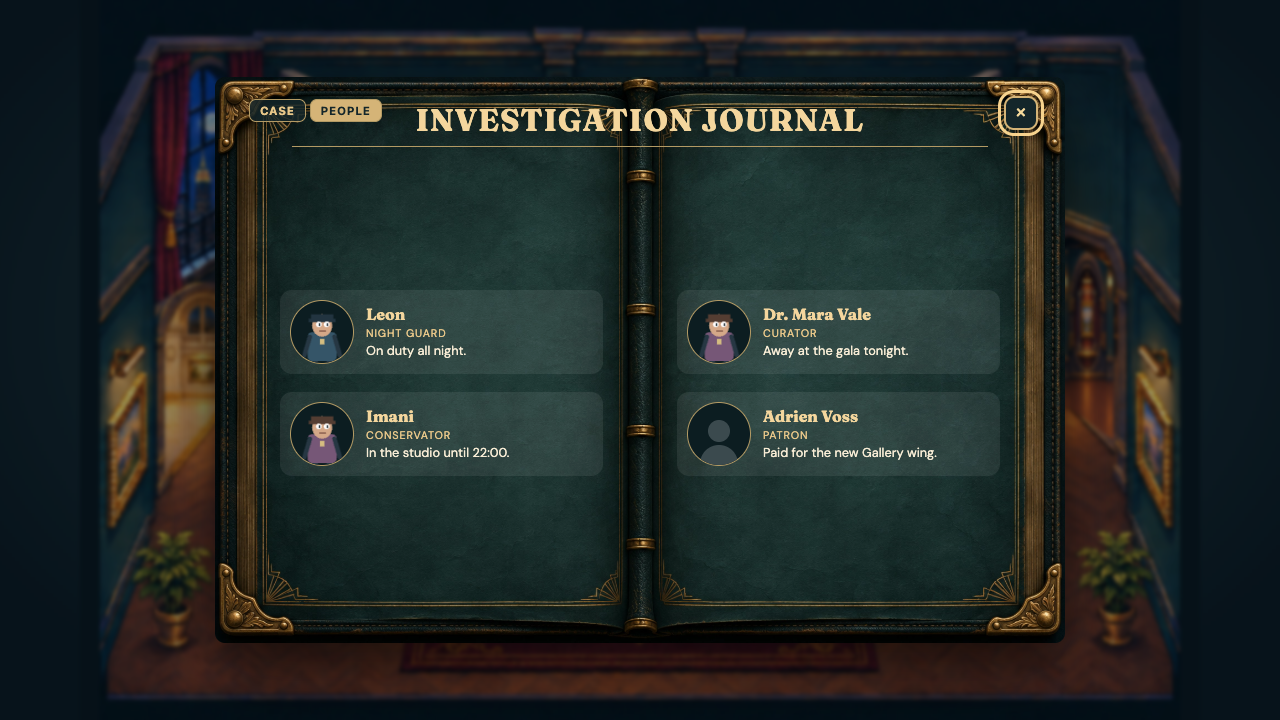 CASE
PEOPLE
INVESTIGATION JOURNAL
×
Leon
NIGHT GUARD
On duty all night.
Imani
CONSERVATOR
In the studio until 22:00.
Dr. Mara Vale
CURATOR
Away at the gala tonight.
Adrien Voss
PATRON
Paid for the new Gallery wing.